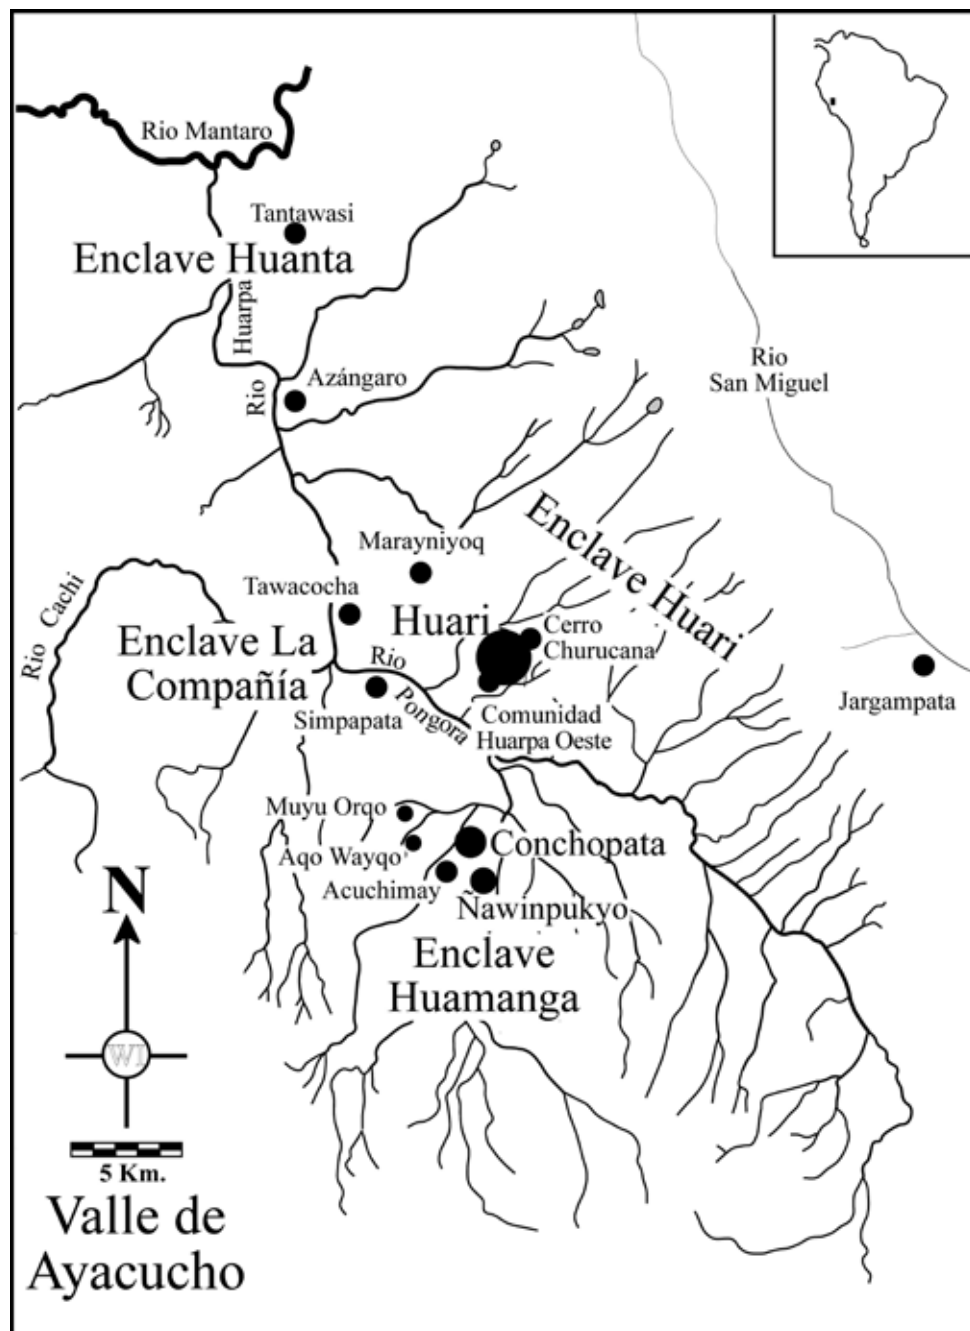 Rio Mantaro
Tantawasi
Enclave Huanta
Rio Huarpa
Azángaro
Rio
San Miguel
Enclave Huari
Marayniyoq
Rio Cachi
Tawacocha
Huari
Cerro
Churucana
Enclave La
Compañía
Rio Pongora
Jargampata
Simpapata
Comunidad
Huarpa Oeste
Muyu Orqo
Conchopata
Aqo Wayqo
Acuchimay
Ñawinpukyo
N
Enclave
Huamanga
WI
5 Km.
Valle de
Ayacucho